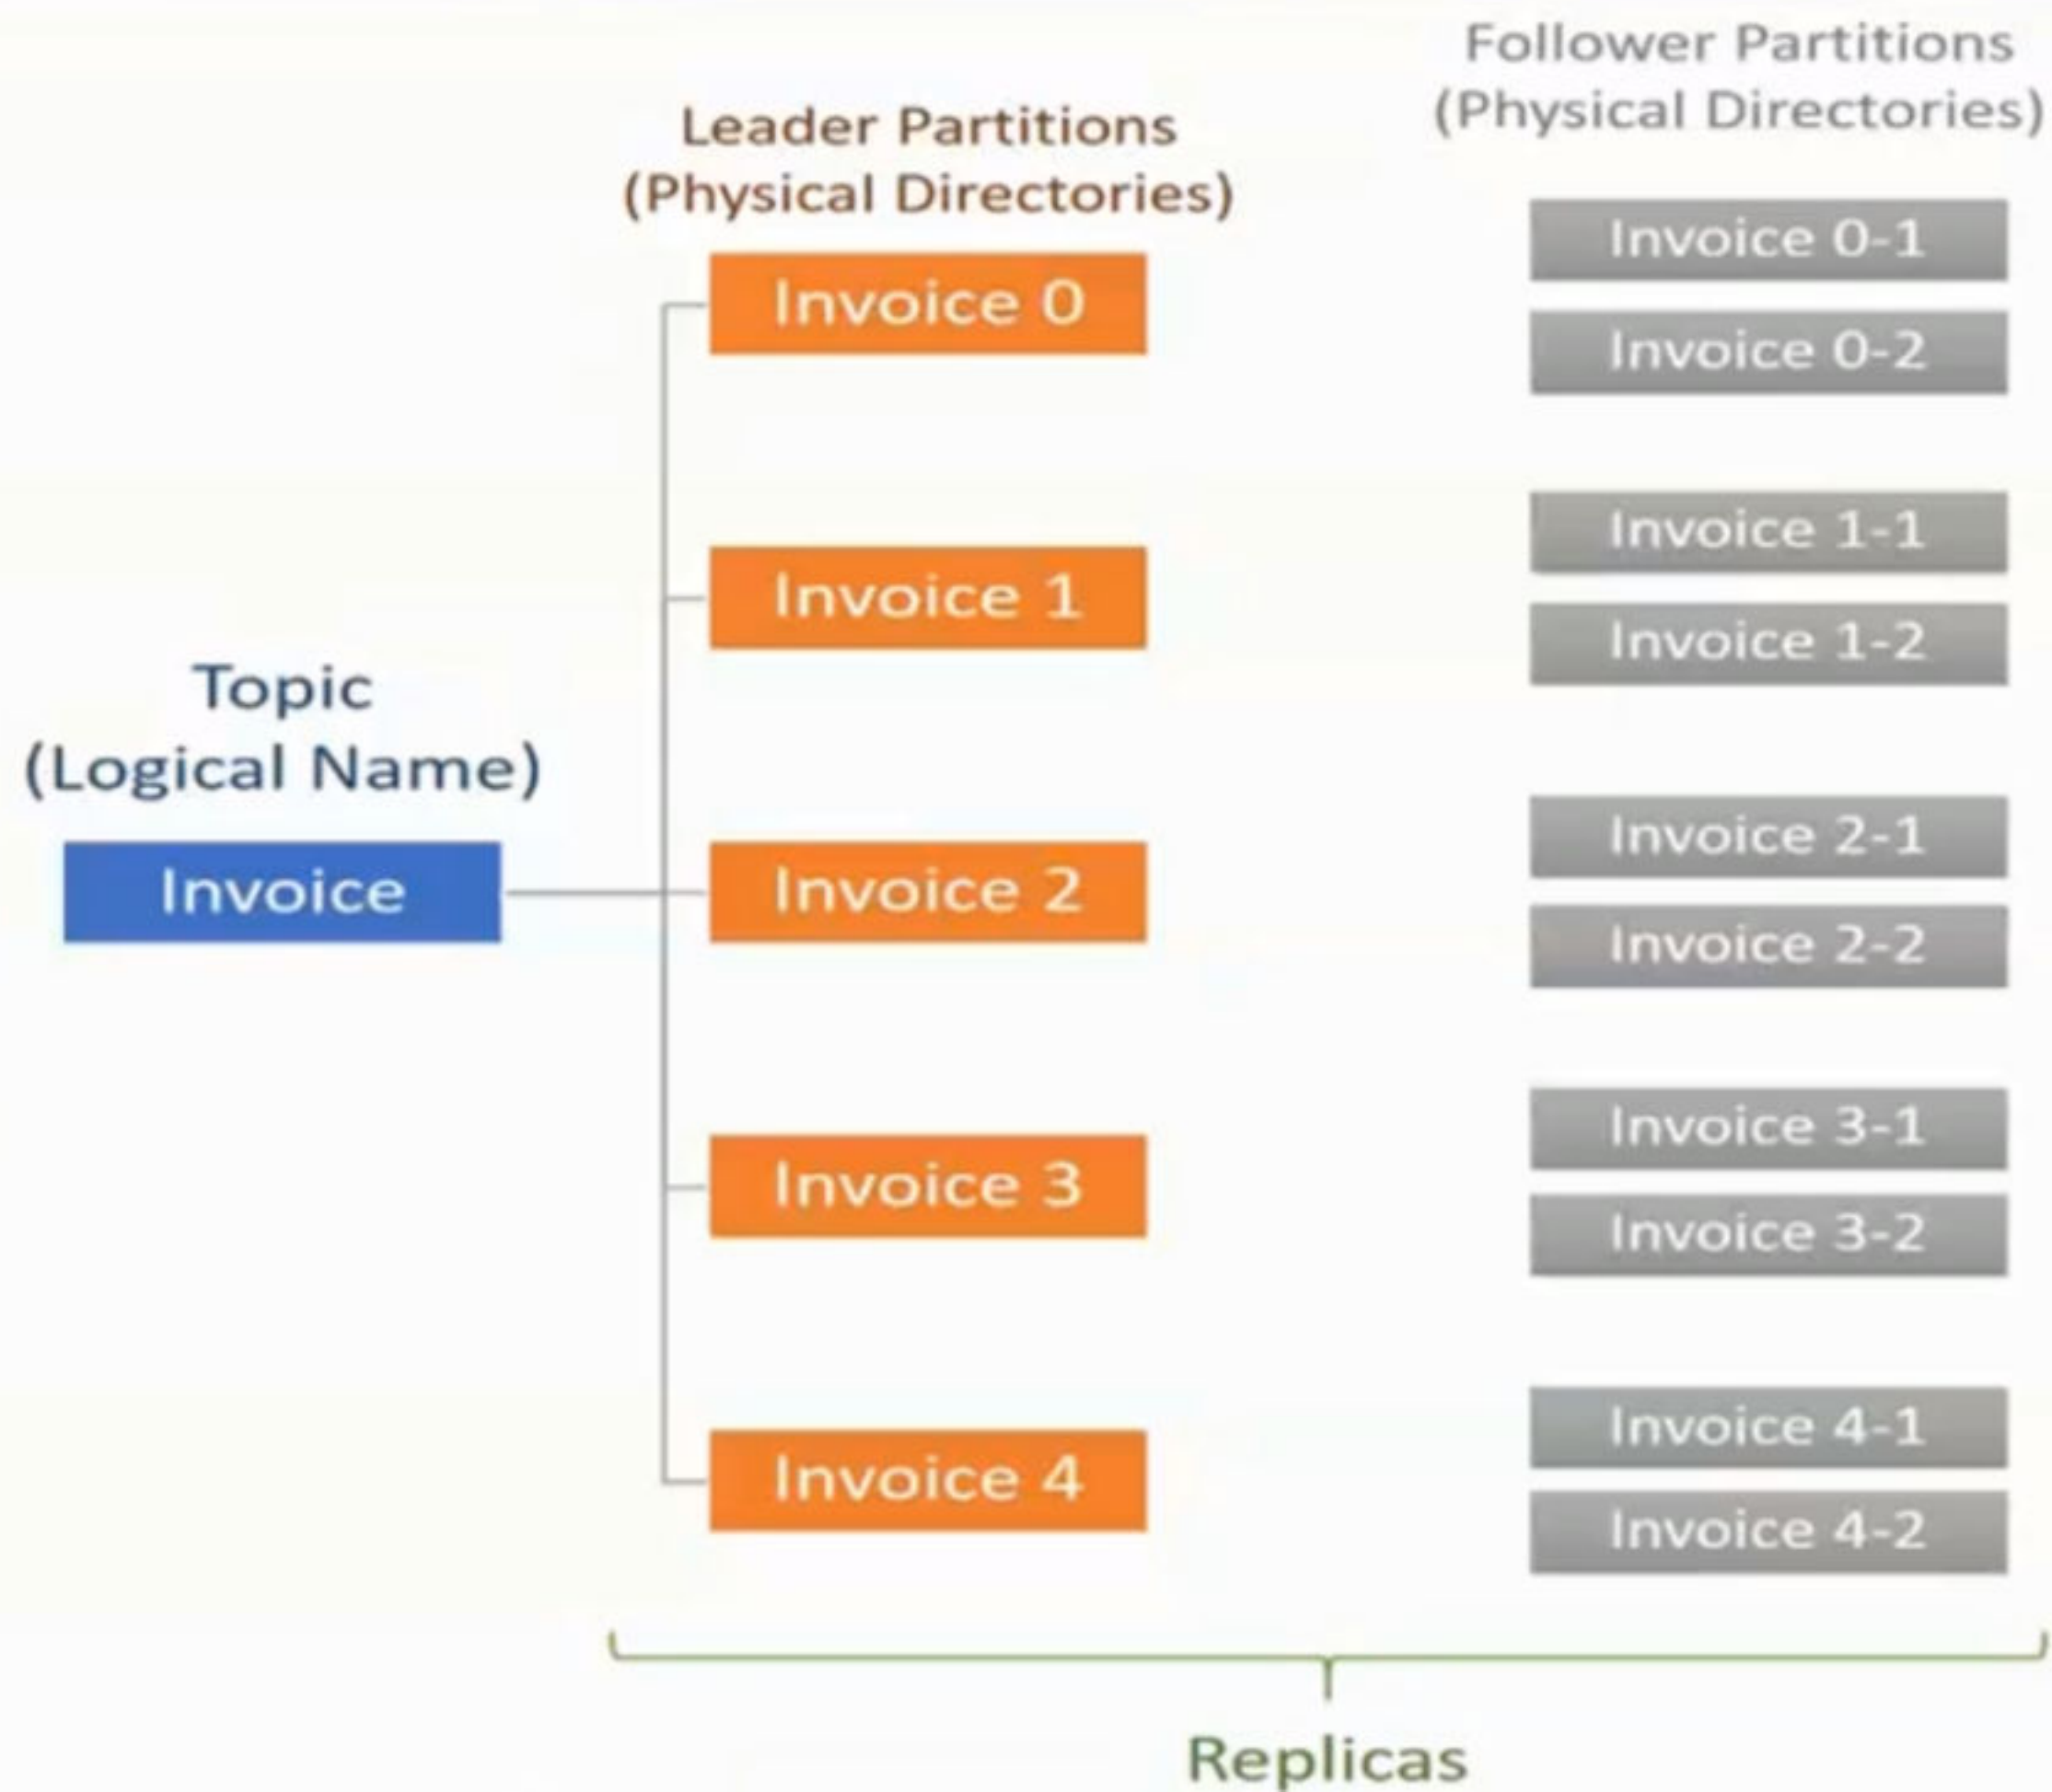 Topic
(Logical Name)
Invoice
Leader Partitions
(Physical Directories)
Invoice 0
Invoice 1
Invoice 2
Invoice 3
Invoice 4
Follower Partitions
(Physical Directories)
Invoice 0-1
Invoice 0-2
Invoice 1-1
Invoice 1-2
Invoice 2-1
Invoice 2-2
Invoice 3-1
Invoice 3-2
Invoice 4-1
Invoice 4-2
Replicas